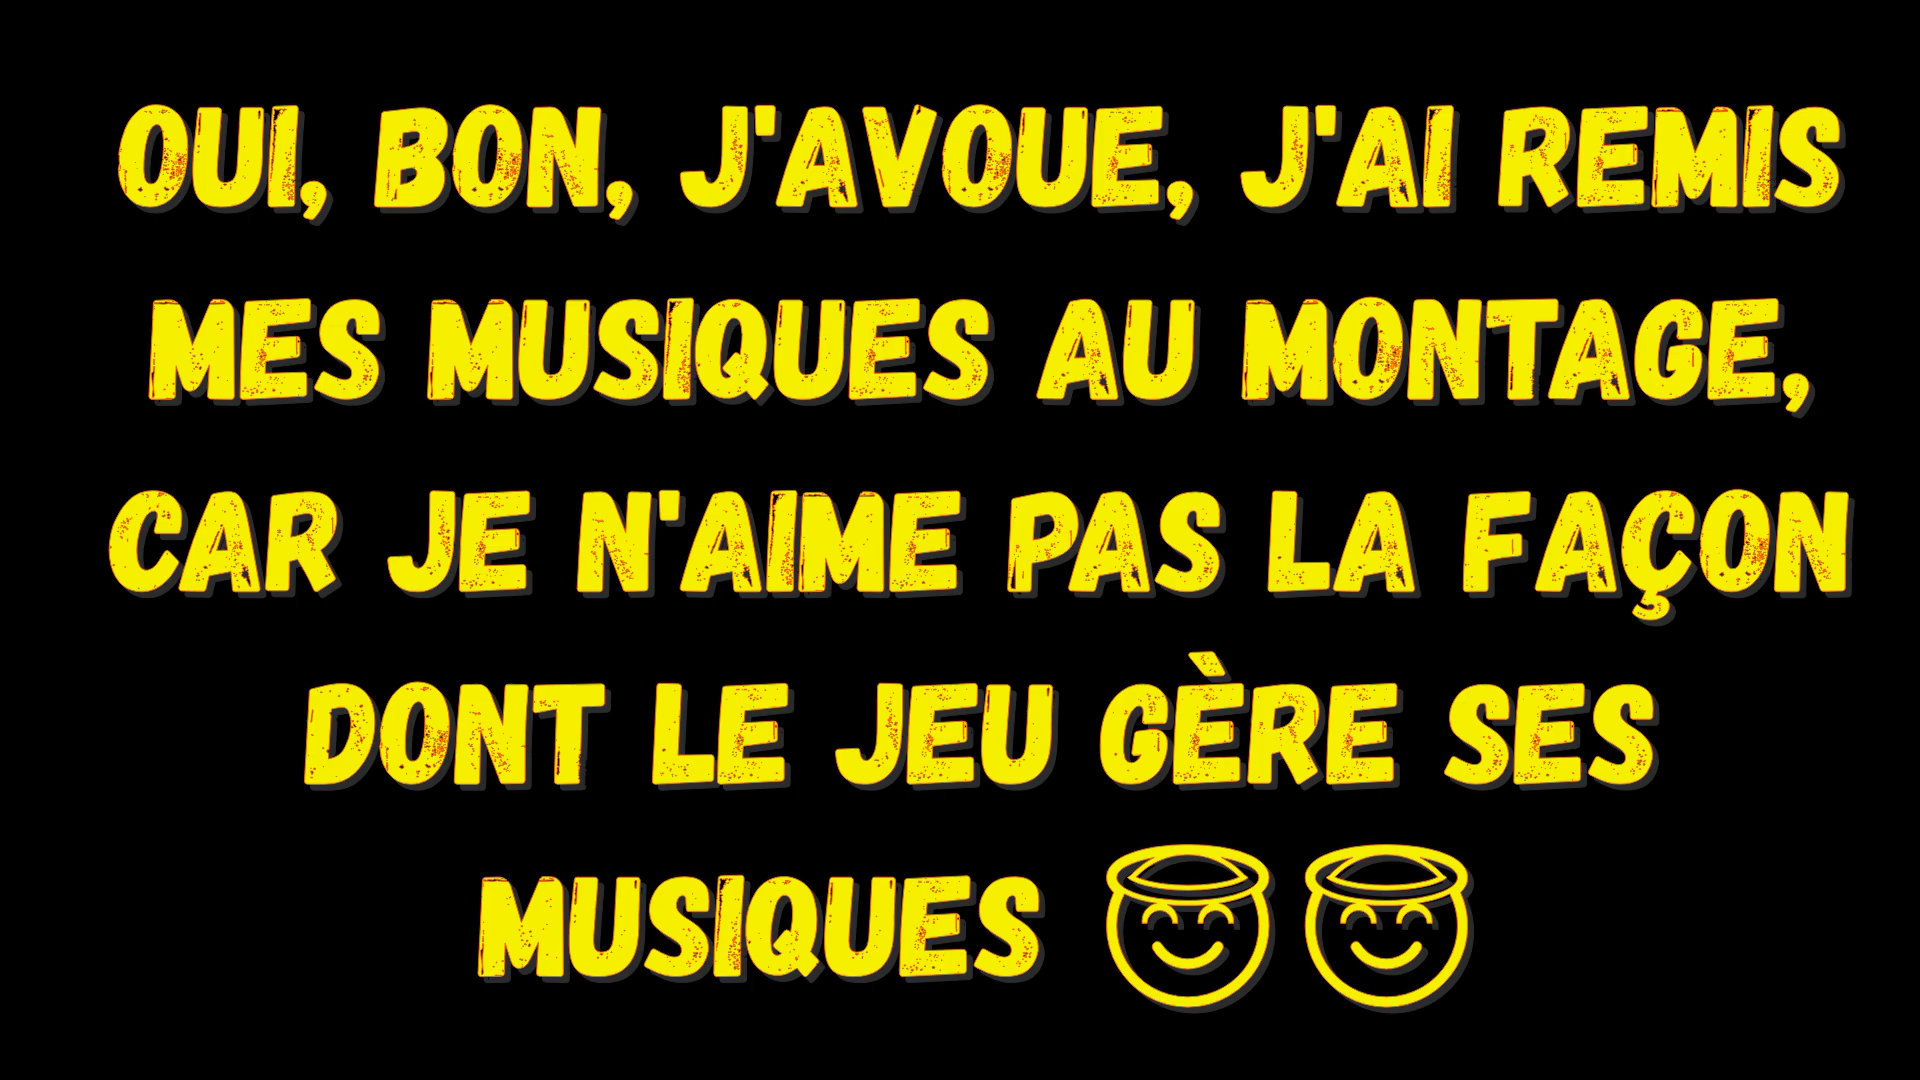 OUI, BON, J'AVOUE, J'AI REMIS
MES MUSIQUES AU MONTAGE,
CAR JE N'AIME PAS LA FAÇON
DONT LE JEU GÈRE SES
MUSIQUES 😇😇